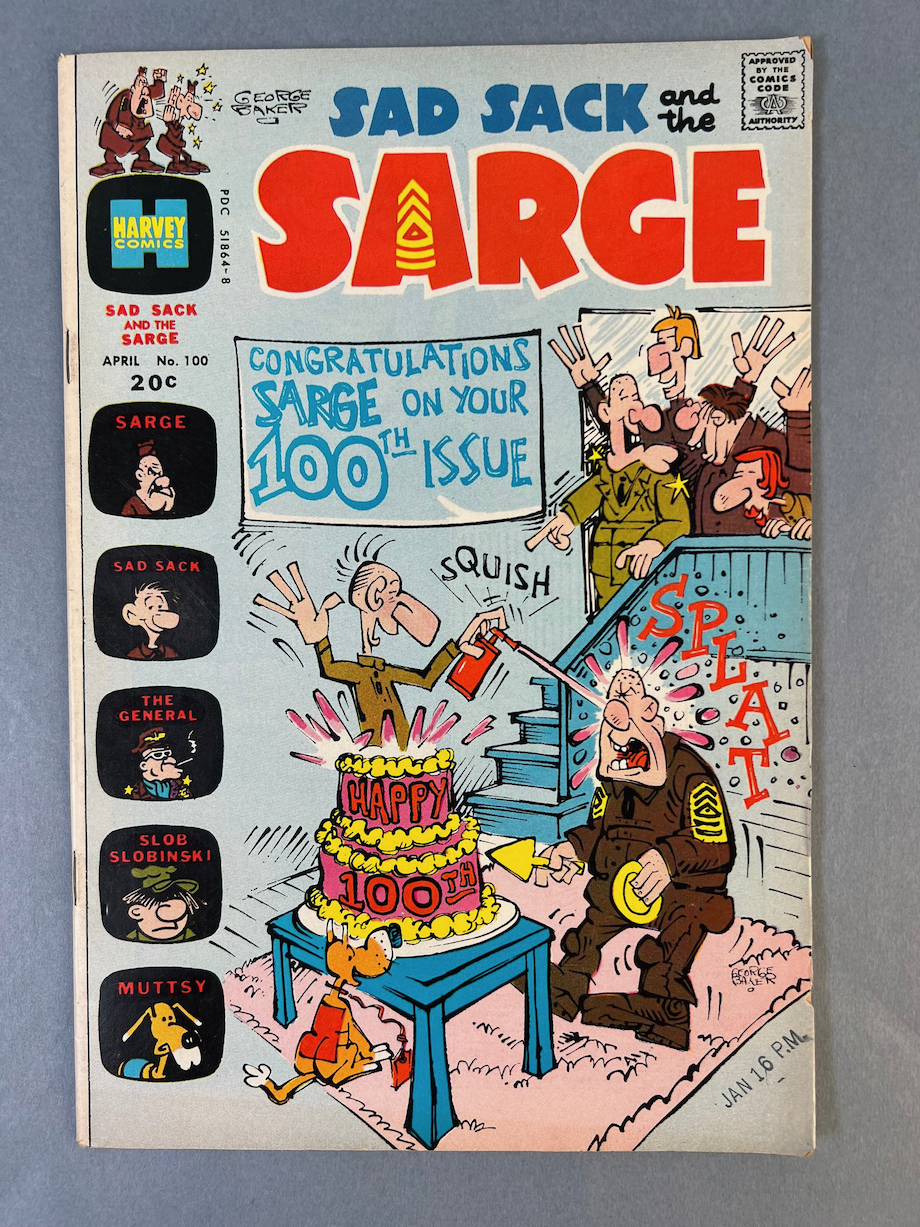 GEORGE
BAKER
SAD SACK and
the
SARGE
APPROVED
BY THE
COMICS
CODE
CA
AUTHORITY
H
HARVEY
COMICS
PDC 51864-8
SAD SACK
AND THE
SARGE
APRIL No. 100
20c
SARGE
SAD SACK
THE
GENERAL
SLOB
SLOBINSKI
MUTTSY
CONGRATULATIONS
SARGE ON YOUR
100TH ISSUE
SQUISH
SPLAT
HAPPY
100TH
GEORGE
BAKER
JAN 16 P.M.